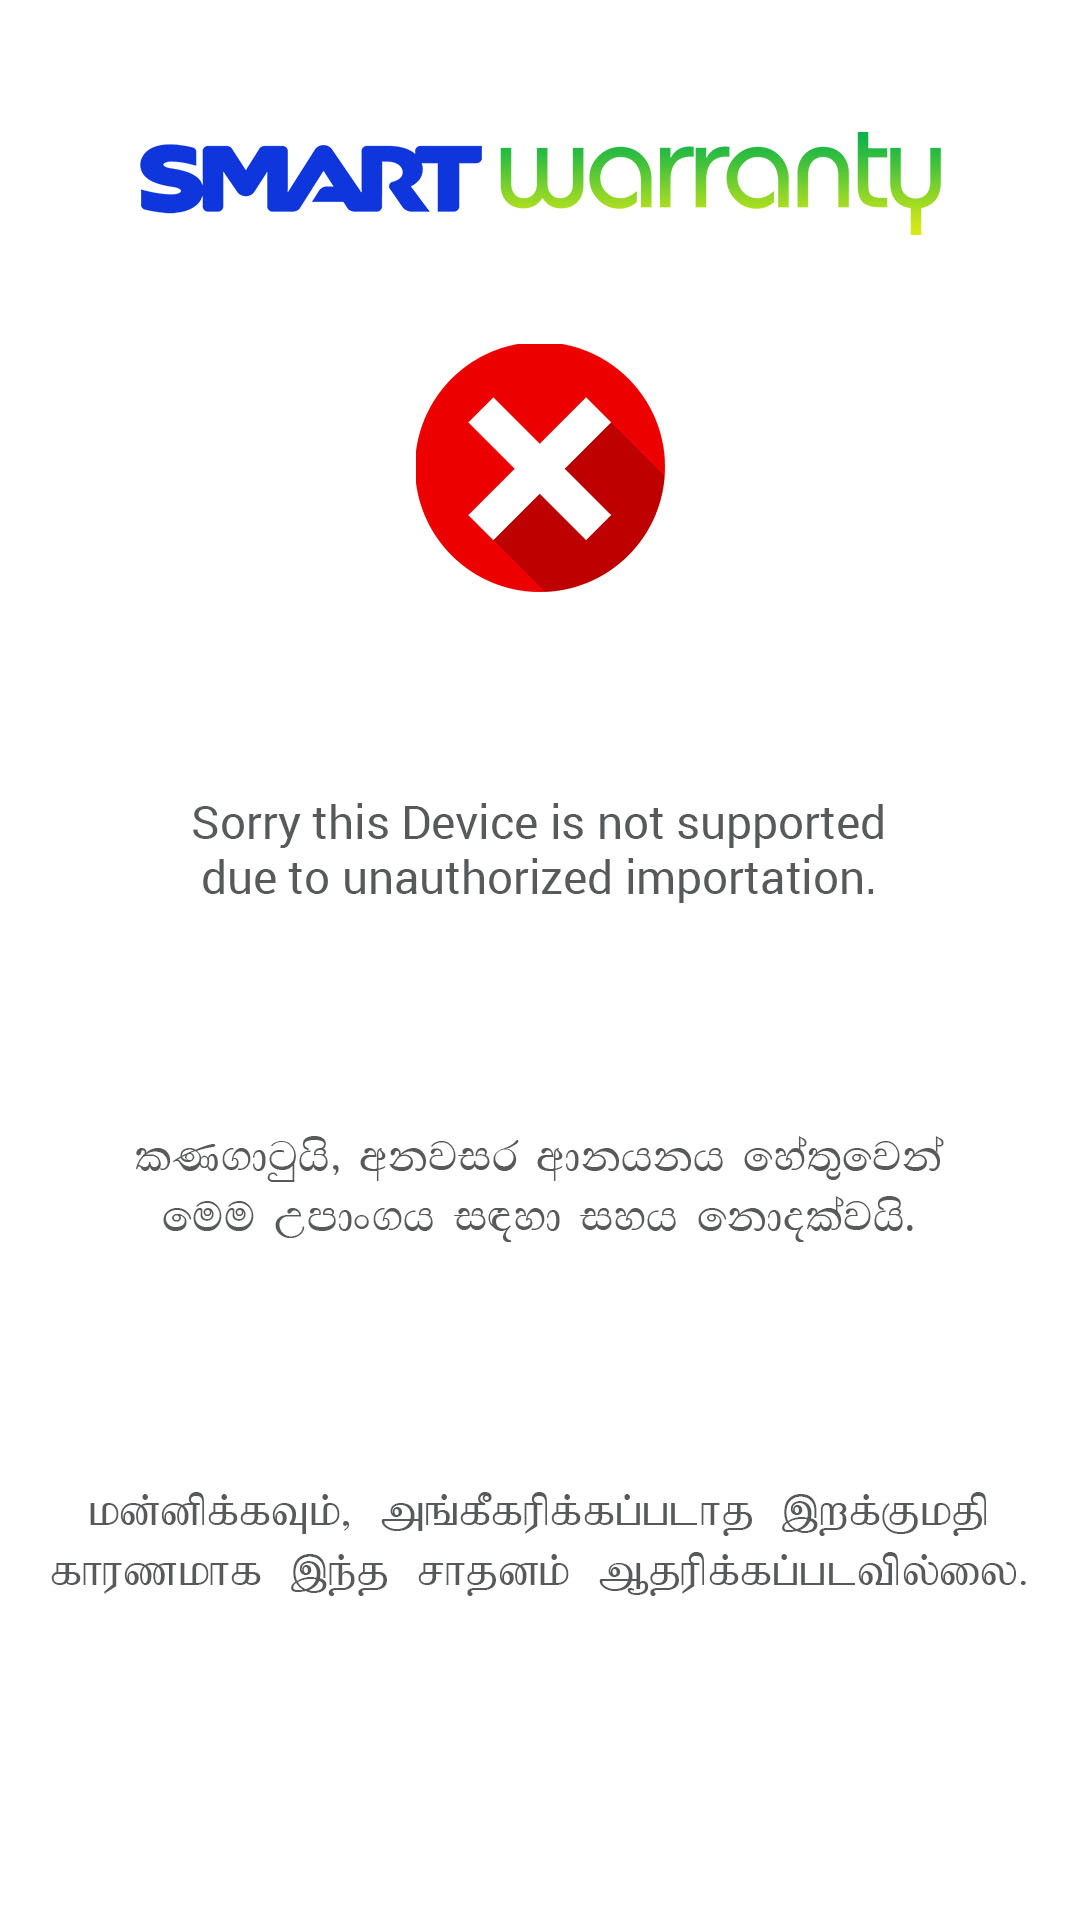 SMART warranty
Sorry this Device is not supported
due to unauthorized importation.
කණගාටුයි, අනවසර ආනයනය හේතුවෙන්
මෙම උපාංගය සඳහා සහය නොදක්වයි.
மன்னிக்கவும், அங்கீகரிக்கப்படாத இறக்குமதி
காரணமாக இந்த சாதனம் ஆதரிக்கப்படவில்லை.